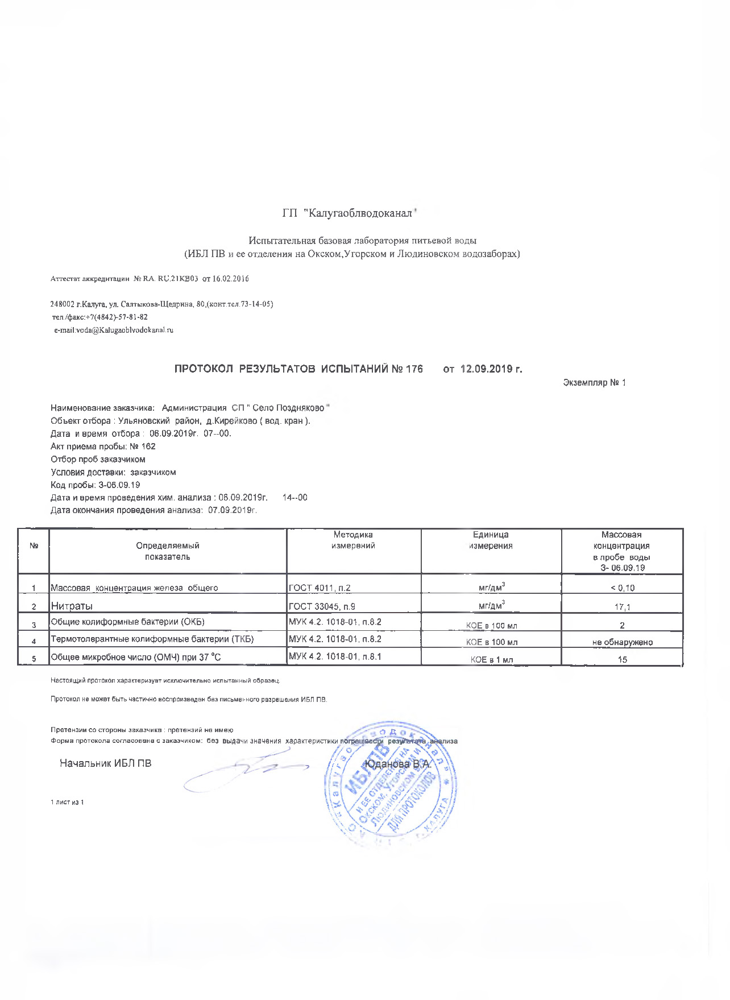 ГП "Калугаоблводоканал"
Испытательная базовая лаборатория питьевой воды
(ИБЛ ПВ и ее отделения на Окском,Угорском и Людиновском водозаборах)
Аттестат аккредитации № RA. RU.21КВ03 от 16.02.2016
248002 г.Калуга, ул. Салтыкова-Щедрина, 80,(конт.тел.73-14-05)
тел./факс:+7(4842)-57-81-82
e-mail:voda@Kalugaoblvodokanal.ru
ПРОТОКОЛ РЕЗУЛЬТАТОВ ИСПЫТАНИЙ № 176 от 12.09.2019 г.
Экземпляр № 1
Наименование заказчика: Администрация СП " Село Поздняково "
Объект отбора : Ульяновский район, д.Кирейково ( вод. кран ).
Дата и время отбора : 06.09.2019г. 07--00.
Акт приема пробы: № 162
Отбор проб заказчиком
Условия доставки: заказчиком
Код пробы: 3-06.09.19
Дата и время проведения хим. анализа : 06.09.2019г. 14--00
Дата окончания проведения анализа: 07.09.2019г.
№ Определяемый показатель Методика измерений Единица измерения Массовая концентрация в пробе воды 3- 06.09.19
1 Массовая концентрация железа общего ГОСТ 4011, п.2 мг/дм³ < 0,10
2 Нитраты ГОСТ 33045, п.9 мг/дм³ 17,1
3 Общие колиформные бактерии (ОКБ) МУК 4.2. 1018-01, п.8.2 КОЕ в 100 мл 2
4 Термотолерантные колиформные бактерии (ТКБ) МУК 4.2. 1018-01, п.8.2 КОЕ в 100 мл не обнаружено
5 Общее микробное число (ОМЧ) при 37 °С МУК 4.2. 1018-01, п.8.1 КОЕ в 1 мл 15
Настоящий протокол характеризует исключительно испытанный образец.
Протокол не может быть частично воспроизведен без письменного разрешения ИБЛ ПВ.
Претензии со стороны заказчика : претензий не имею
Форма протокола согласована с заказчиком: без выдачи значения характеристики результата анализа
Начальник ИБЛ ПВ Юданова В.А.
1 лист из 1
«Калугаоблводоканал» * г. КАЛУГА
ИБЛ ПВ
И ЕЕ ОТДЕЛЕНИЯ НА
ОКСКОМ, УГОРСКОМ И
ЛЮДИНОВСКОМ
ДЛЯ ПРОТОКОЛОВ